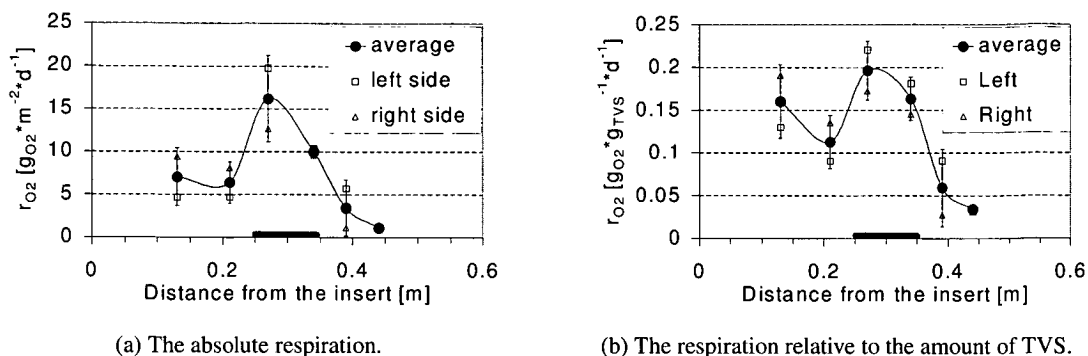 r_O2 [g_O2*m^-2*d^-1]
25
20
15
10
5
0
0
0.2
0.4
0.6
Distance from the insert [m]
average
left side
right side
(a) The absolute respiration.
r_O2 [g_O2*g_TVS^-1*d^-1]
0.25
0.2
0.15
0.1
0.05
0
0
0.2
0.4
0.6
Distance from the insert [m]
average
Left
Right
(b) The respiration relative to the amount of TVS.